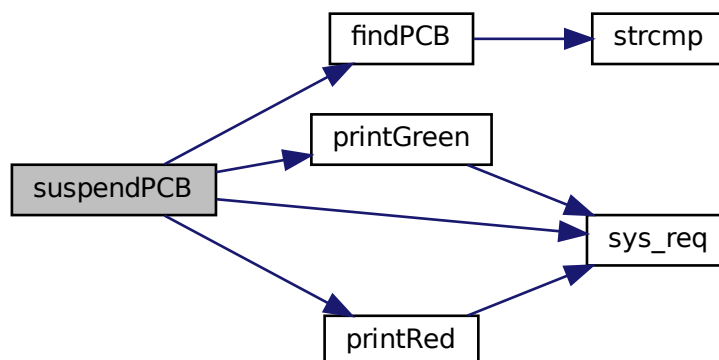 findPCB
strcmp
printGreen
suspendPCB
sys_req
printRed